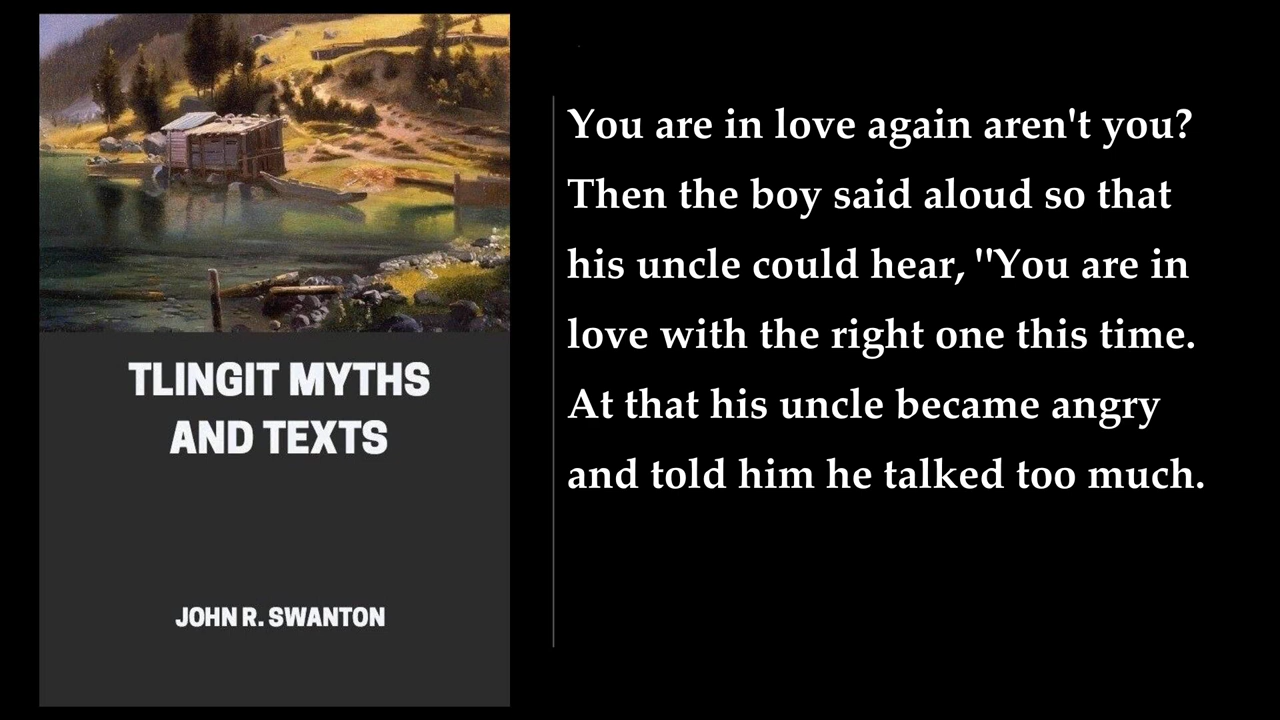 TLINGIT MYTHS
AND TEXTS
JOHN R. SWANTON
You are in love again aren't you?
Then the boy said aloud so that
his uncle could hear, "You are in
love with the right one this time.
At that his uncle became angry
and told him he talked too much.